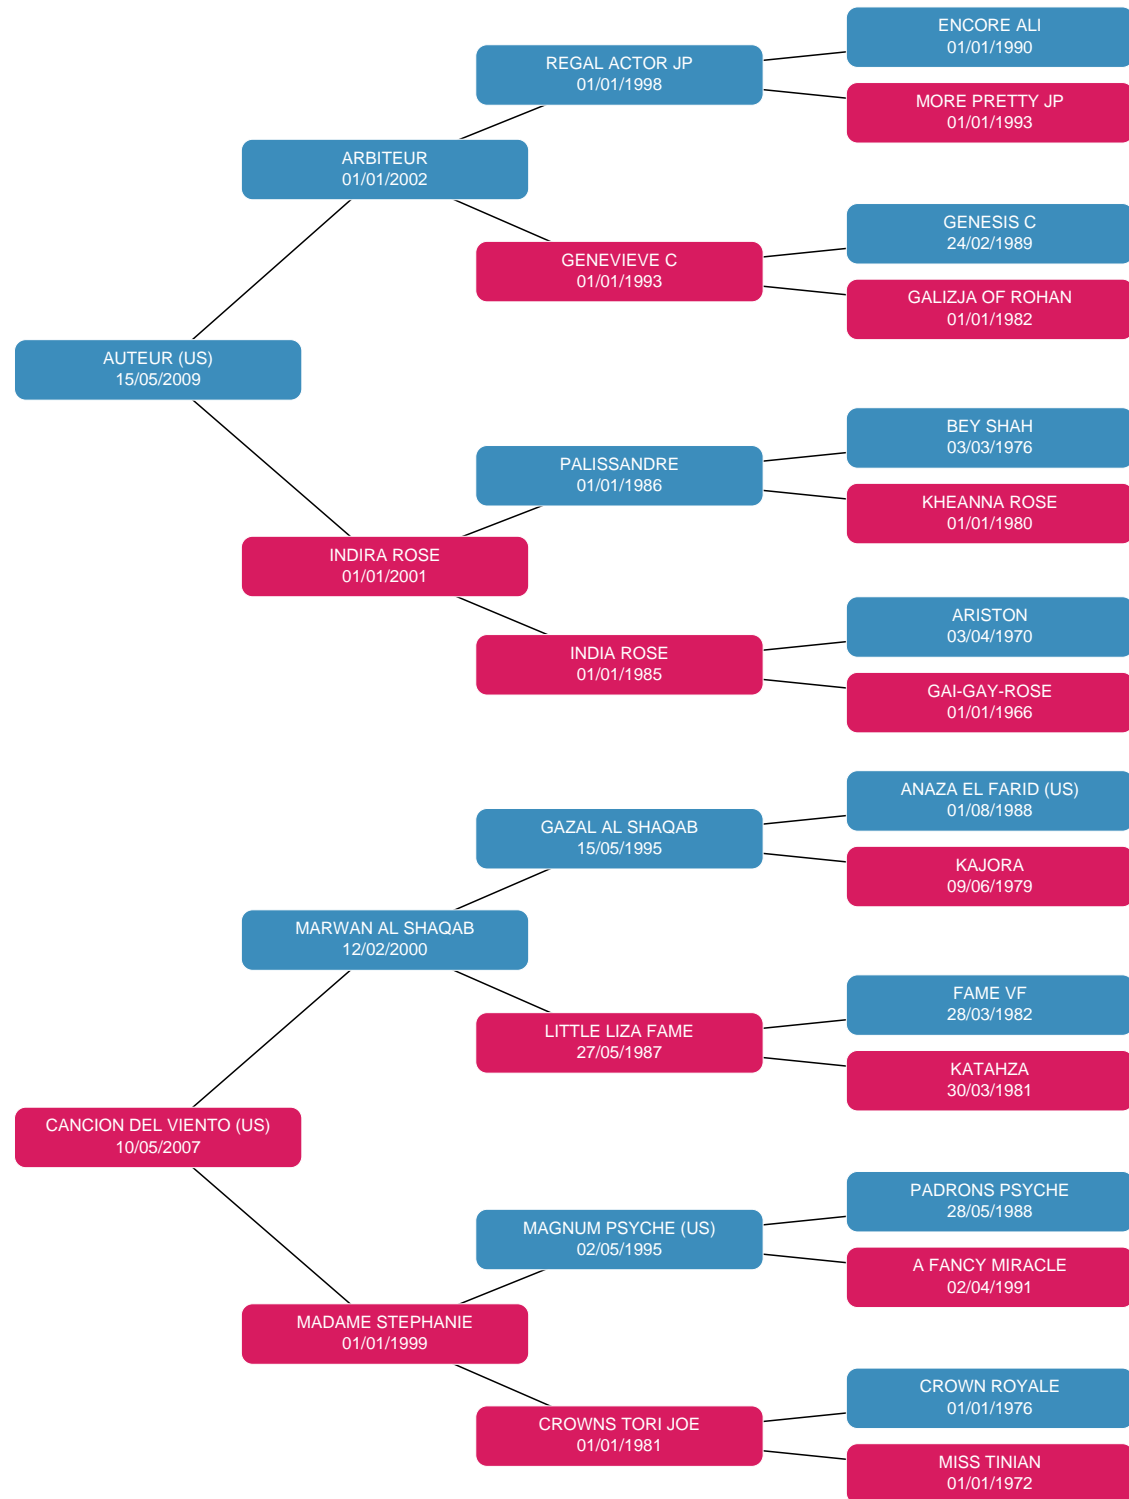 ENCORE ALI
01/01/1990
REGAL ACTOR JP
01/01/1998
MORE PRETTY JP
01/01/1993
ARBITEUR
01/01/2002
GENESIS C
24/02/1989
GENEVIEVE C
01/01/1993
GALIZJA OF ROHAN
01/01/1982
AUTEUR (US)
15/05/2009
BEY SHAH
03/03/1976
PALISSANDRE
01/01/1986
KHEANNA ROSE
01/01/1980
INDIRA ROSE
01/01/2001
ARISTON
03/04/1970
INDIA ROSE
01/01/1985
GAI-GAY-ROSE
01/01/1966
ANAZA EL FARID (US)
01/08/1988
GAZAL AL SHAQAB
15/05/1995
KAJORA
09/06/1979
MARWAN AL SHAQAB
12/02/2000
FAME VF
28/03/1982
LITTLE LIZA FAME
27/05/1987
KATAHZA
30/03/1981
CANCION DEL VIENTO (US)
10/05/2007
PADRONS PSYCHE
28/05/1988
MAGNUM PSYCHE (US)
02/05/1995
A FANCY MIRACLE
02/04/1991
MADAME STEPHANIE
01/01/1999
CROWN ROYALE
01/01/1976
CROWNS TORI JOE
01/01/1981
MISS TINIAN
01/01/1972